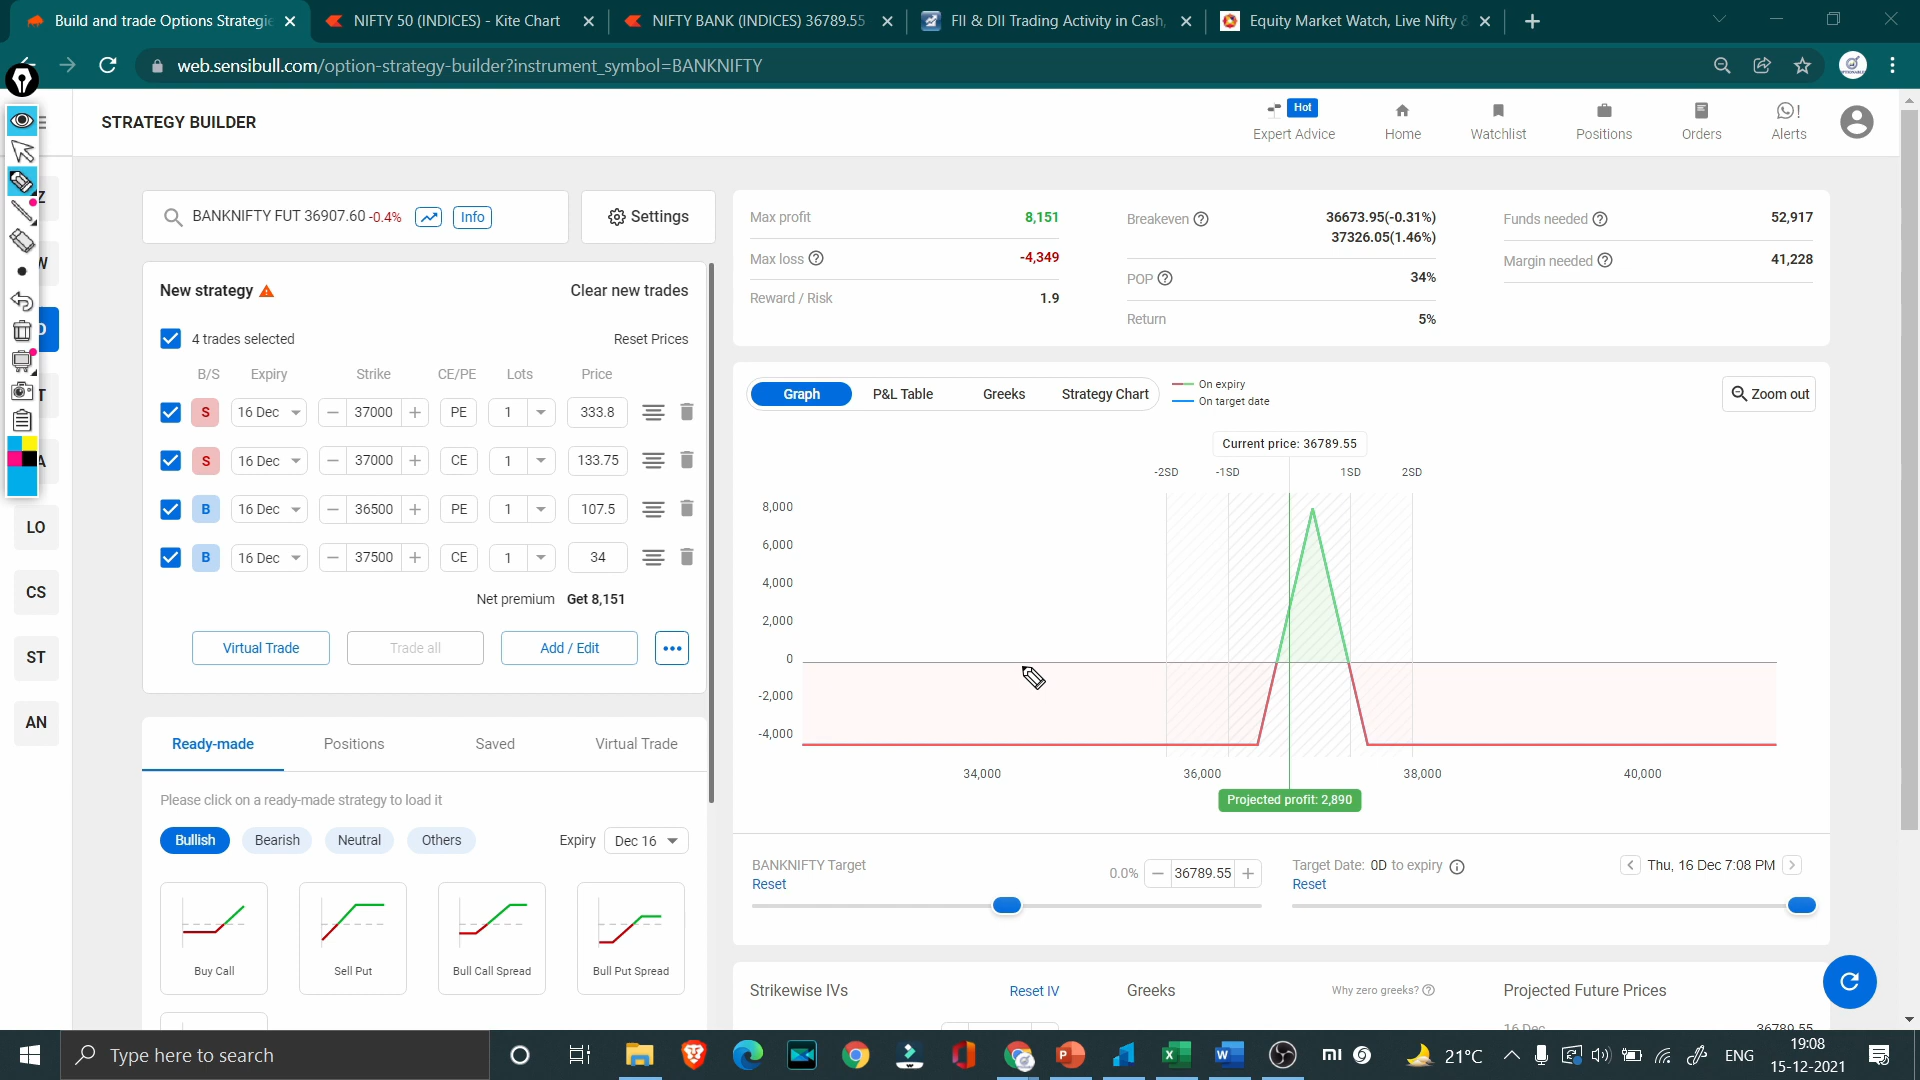 Build and trade Options Strategie
NIFTY 50 (INDICES) - Kite Chart
NIFTY BANK (INDICES) 36789.55
FII & DII Trading Activity in Cash,
Equity Market Watch, Live Nifty &
web.sensibull.com/option-strategy-builder?instrument_symbol=BANKNIFTY
STRATEGY BUILDER
Hot
Expert Advice
Home
Watchlist
Positions
Orders
Alerts
Z
W
O
T
A
LO
CS
ST
AN
BANKNIFTY FUT 36907.60 -0.4%
Info
Settings
New strategy
Clear new trades
4 trades selected
Reset Prices
B/S Expiry Strike CE/PE Lots Price
S 16 Dec 37000 PE 1 333.8
S 16 Dec 37000 CE 1 133.75
B 16 Dec 36500 PE 1 107.5
B 16 Dec 37500 CE 1 34
Net premium Get 8,151
Virtual Trade
Trade all
Add / Edit
Ready-made
Positions
Saved
Virtual Trade
Please click on a ready-made strategy to load it
Bullish
Bearish
Neutral
Others
Expiry
Dec 16
Buy Call
Sell Put
Bull Call Spread
Bull Put Spread
Max profit 8,151
Max loss -4,349
Reward / Risk 1.9
Breakeven 36673.95(-0.31%)
37326.05(1.46%)
POP 34%
Return 5%
Funds needed 52,917
Margin needed 41,228
Graph
P&L Table
Greeks
Strategy Chart
On expiry
On target date
Zoom out
Current price: 36789.55
-2SD -1SD 1SD 2SD
8,000
6,000
4,000
2,000
0
-2,000
-4,000
34,000 36,000 38,000 40,000
Projected profit: 2,890
BANKNIFTY Target
Reset
0.0%
36789.55
Target Date: 0D to expiry
Reset
Thu, 16 Dec 7:08 PM
Strikewise IVs
Reset IV
Greeks
Why zero greeks?
Projected Future Prices
16 Dec 36789.55
Type here to search
mi
21°C
ENG
19:08
15-12-2021